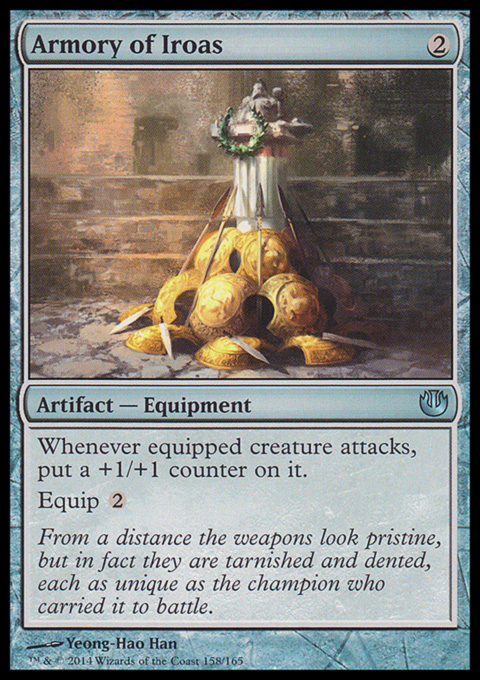 Armory of Iroas 2
Artifact — Equipment
Whenever equipped creature attacks,
put a +1/+1 counter on it.
Equip 2
From a distance the weapons look pristine,
but in fact they are tarnished and dented,
each as unique as the champion who
carried it to battle.
Yeong-Hao Han
™ & © 2014 Wizards of the Coast 158/165